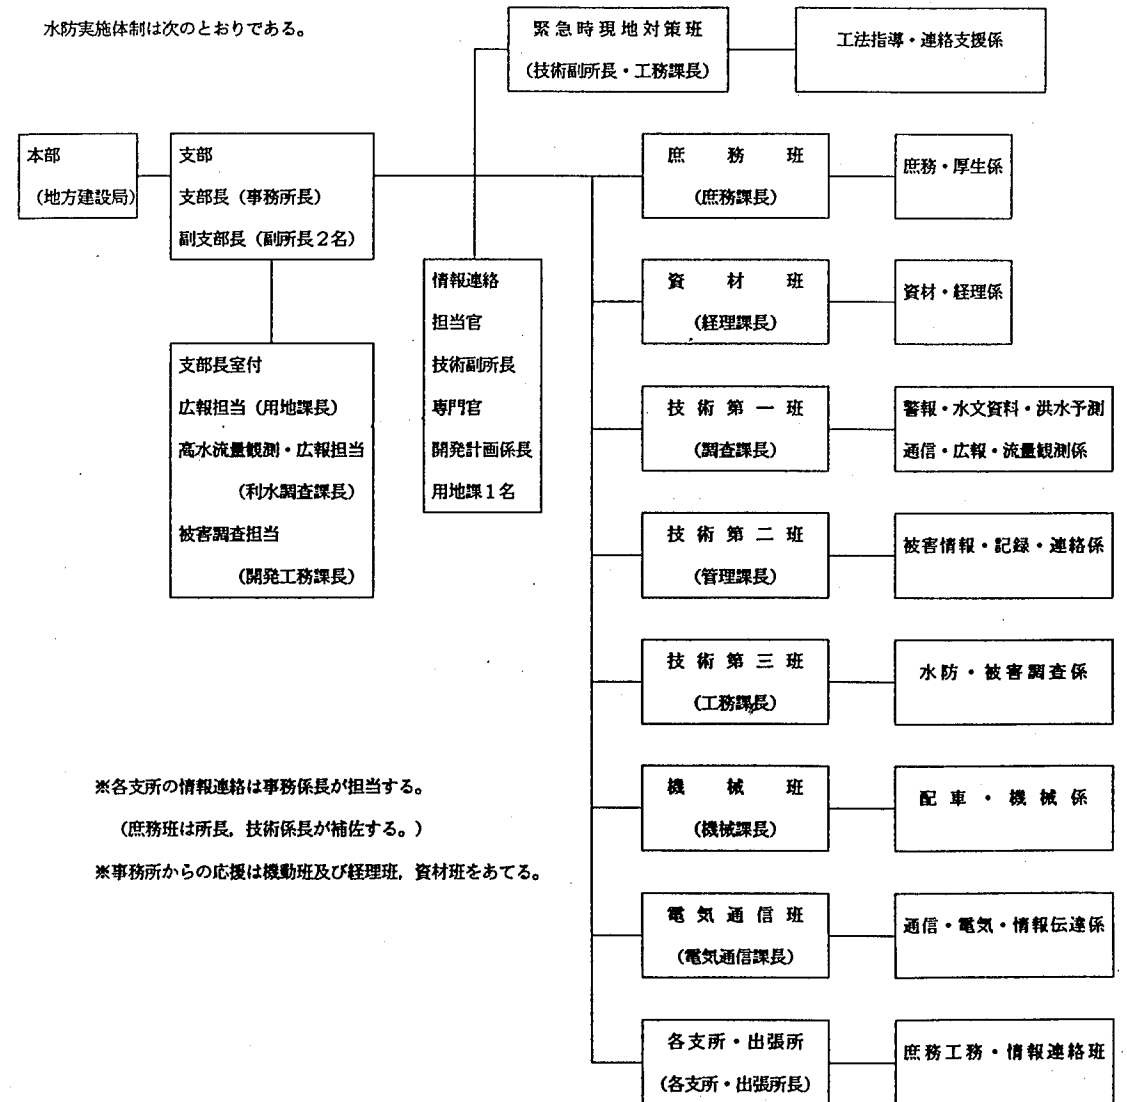 水防実施体制は次のとおりである。
緊急時現地対策班
(技術副所長・工務課長)
工法指導・連絡支援係
本部
(地方建設局)
支部
支部長(事務所長)
副支部長(副所長2名)
支部長室付
広報担当(用地課長)
高水流量観測・広報担当
(利水調査課長)
被害調査担当
(開発工務課長)
情報連絡
担当官
技術副所長
専門官
開発計画係長
用地課1名
庶務班
(庶務課長)
庶務・厚生係
資材班
(経理課長)
資材・経理係
技術第一班
(調査課長)
警報・水文資料・洪水予測
通信・広報・流量観測係
技術第二班
(管理課長)
被害情報・記録・連絡係
技術第三班
(工務課長)
水防・被害調査係
機械班
(機械課長)
配車・機械係
電気通信班
(電気通信課長)
通信・電気・情報伝達係
各支所・出張所
(各支所・出張所長)
庶務工務・情報連絡班
※各支所の情報連絡は事務係長が担当する。
(庶務班は所長,技術係長が補佐する。)
※事務所からの応援は機動班及び経理班,資材班をあてる。